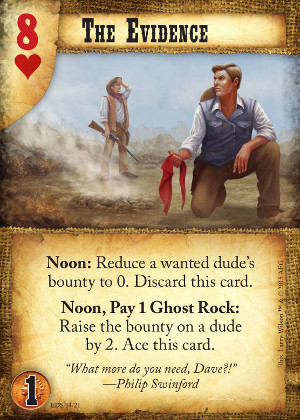 8
The Evidence
Noon: Reduce a wanted dude's
bounty to 0. Discard this card.
Noon, Pay 1 Ghost Rock:
Raise the bounty on a dude
by 2. Ace this card.
"What more do you need, Dave?!"
—Philip Swinford
1